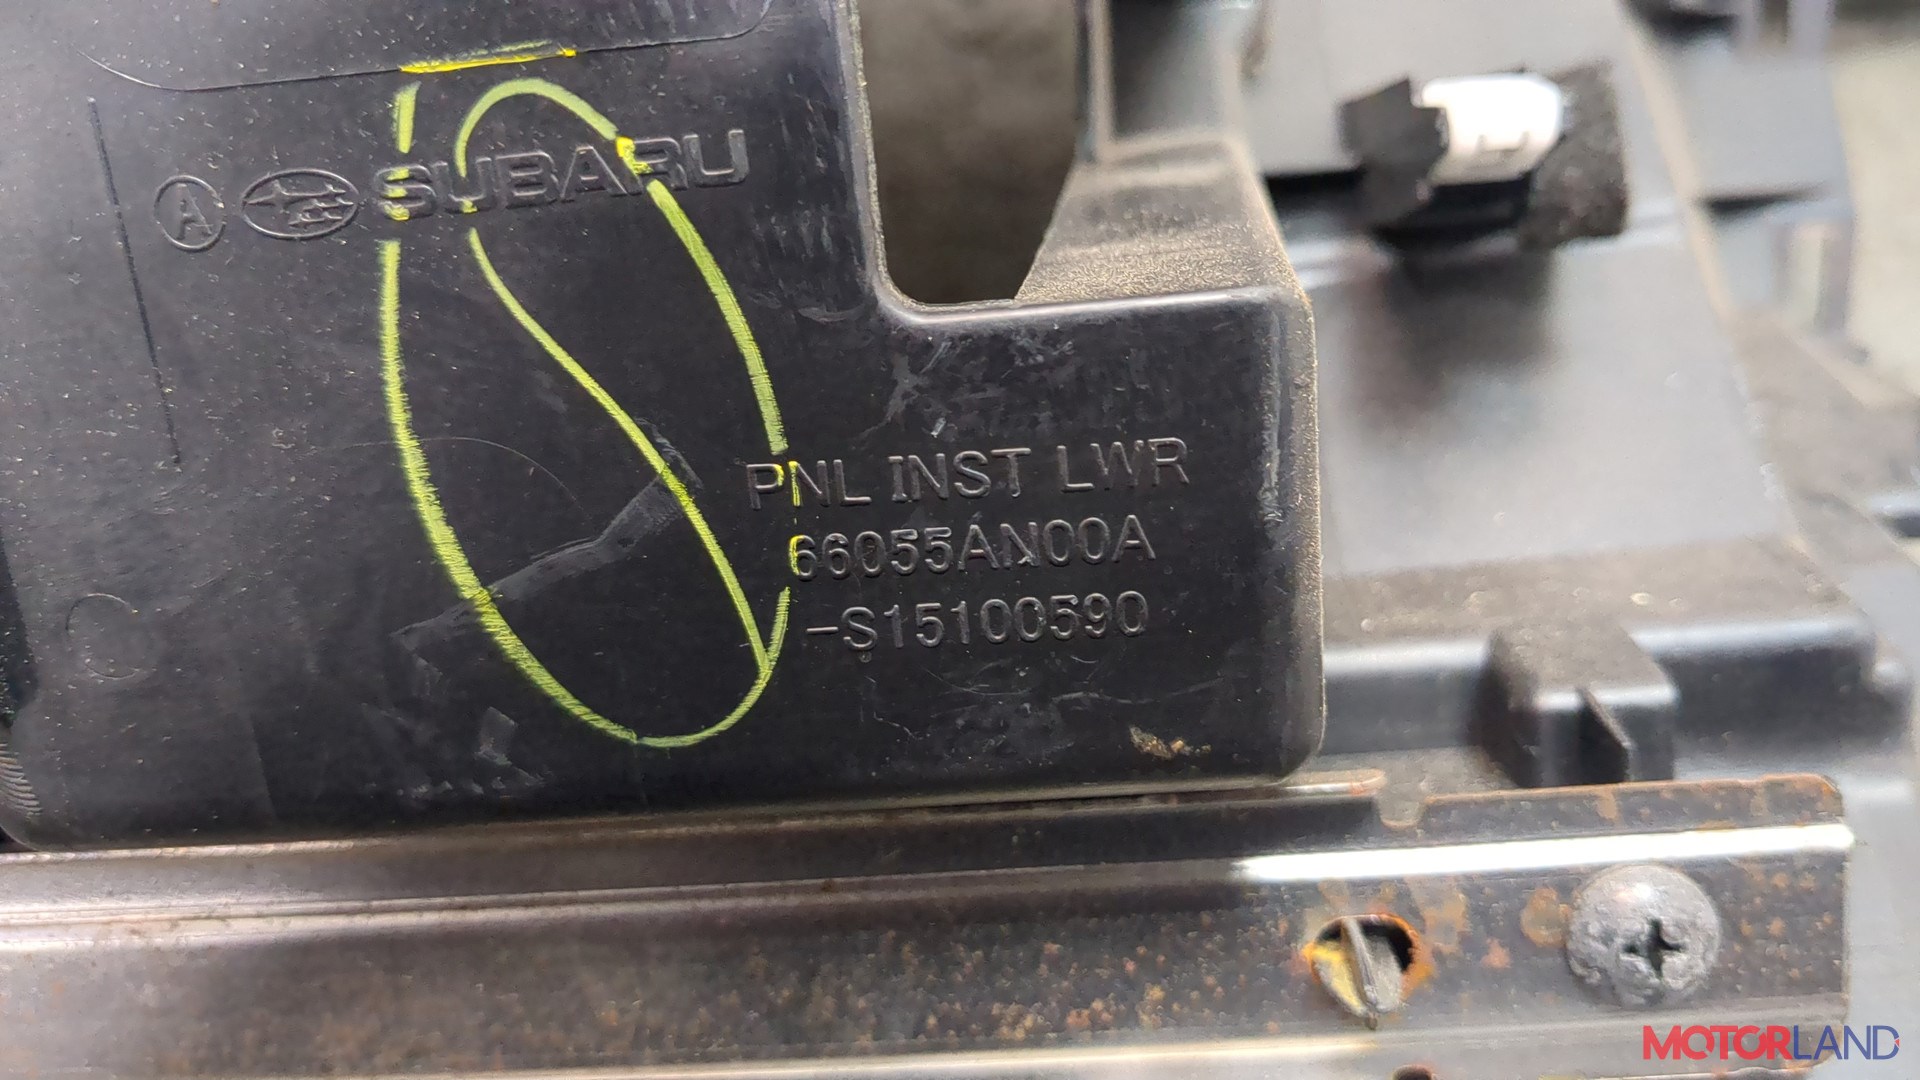 A SUBARU
PNL INST LWR
66055AN00A
-S15100590
MOTORLAND